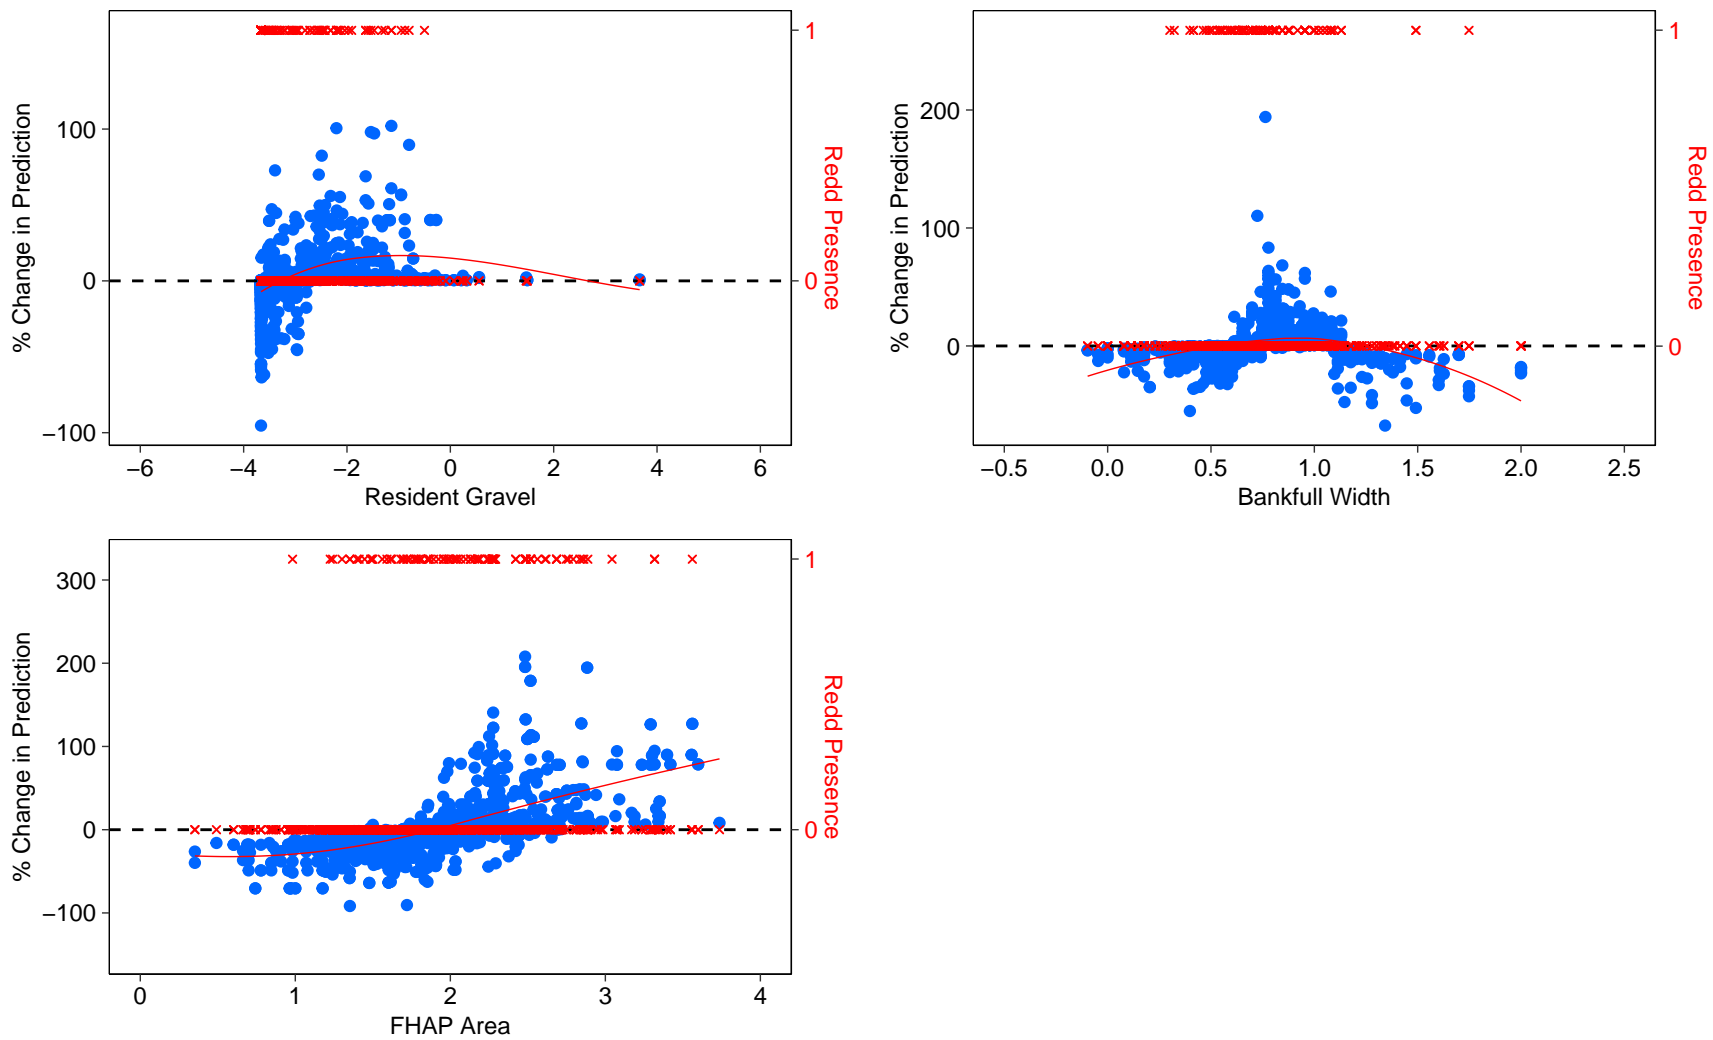 % Change in Prediction
100
0
−100
1
0
Redd Presence
−6 −4 −2 0 2 4 6
Resident Gravel
% Change in Prediction
200
100
0
1
0
Redd Presence
−0.5 0.0 0.5 1.0 1.5 2.0 2.5
Bankfull Width
% Change in Prediction
300
200
100
0
−100
1
0
Redd Presence
0 1 2 3 4
FHAP Area